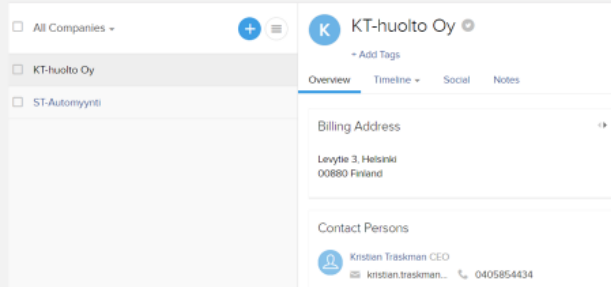 All Companies
KT-huolto Oy
ST-Automyynti
K
KT-huolto Oy
+ Add Tags
Overview Timeline Social Notes
Billing Address
Levytie 3, Helsinki
00880 Finland
Contact Persons
Kristian Träskman CEO
kristian.traskman... 0405854434